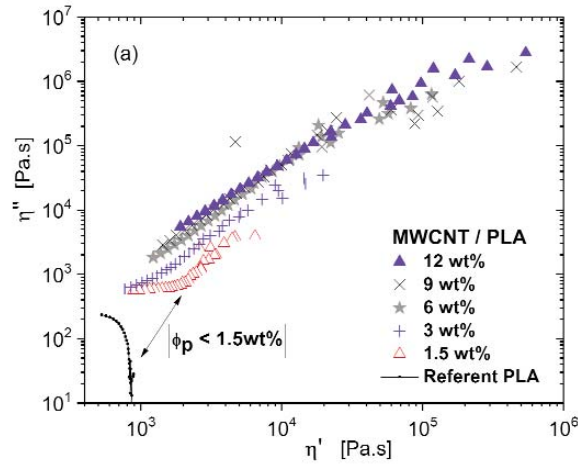 (a)
η'' [Pa.s]
10⁷
10⁶
10⁵
10⁴
10³
10²
10¹
MWCNT / PLA
12 wt%
9 wt%
6 wt%
3 wt%
1.5 wt%
Referent PLA
ϕp < 1.5wt%
10³ 10⁴ 10⁵ 10⁶
η' [Pa.s]